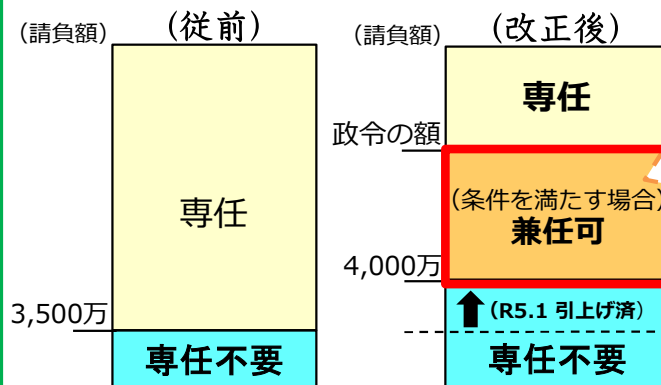 (請負額)
(従前)
専任
3,500万
専任不要
(請負額)
(改正後)
専任
政令の額
(条件を満たす場合)
兼任可
4,000万
(R5.1 引上げ済)
専任不要